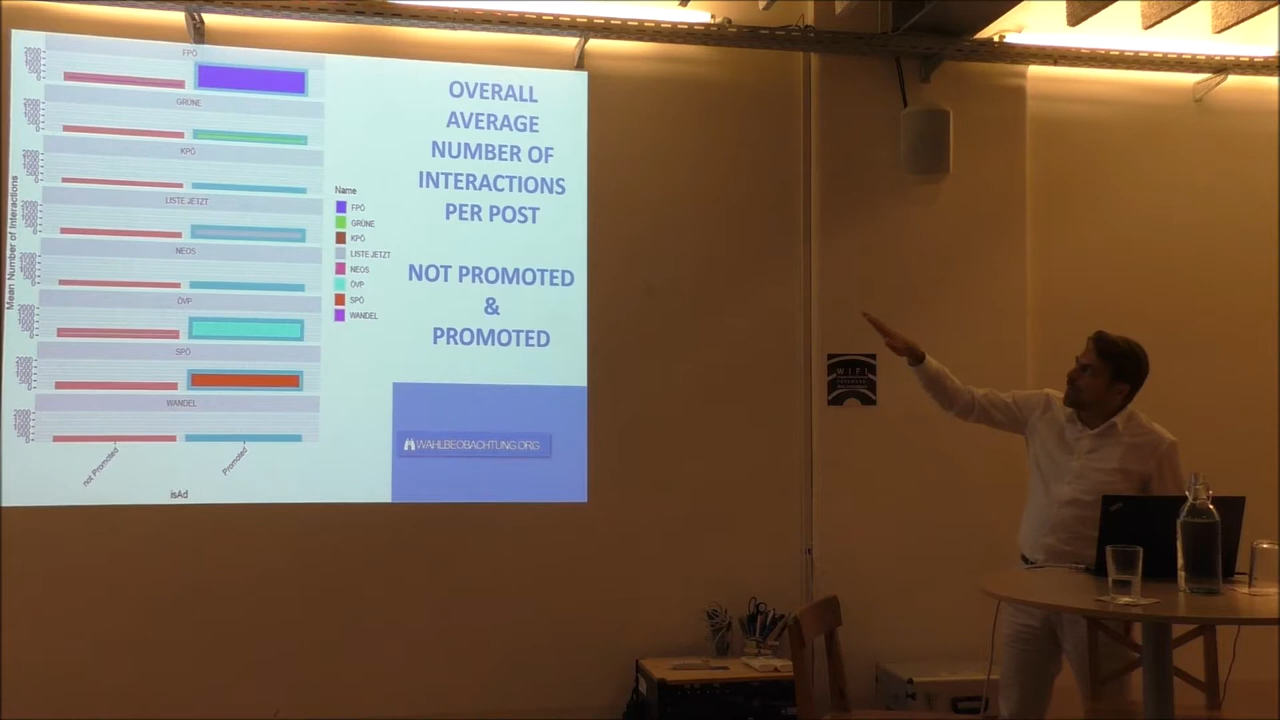 FPÖ
GRÜNE
KPÖ
LISTE JETZT
NEOS
ÖVP
SPÖ
WANDEL
Mean Number of Interactions
not Promoted
Promoted
isAd
Name
FPÖ
GRÜNE
KPÖ
LISTE JETZT
NEOS
ÖVP
SPÖ
WANDEL
OVERALL
AVERAGE
NUMBER OF
INTERACTIONS
PER POST
NOT PROMOTED
&
PROMOTED
WAHLBEOBACHTUNG.ORG
WIFI